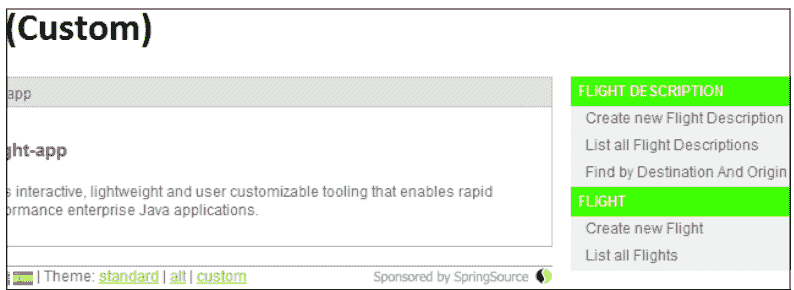 (Custom)
app
ght-app
s interactive, lightweight and user customizable tooling that enables rapid
ormance enterprise Java applications.
| Theme: standard | alt | custom
Sponsored by SpringSource
FLIGHT DESCRIPTION
Create new Flight Description
List all Flight Descriptions
Find by Destination And Origin
FLIGHT
Create new Flight
List all Flights